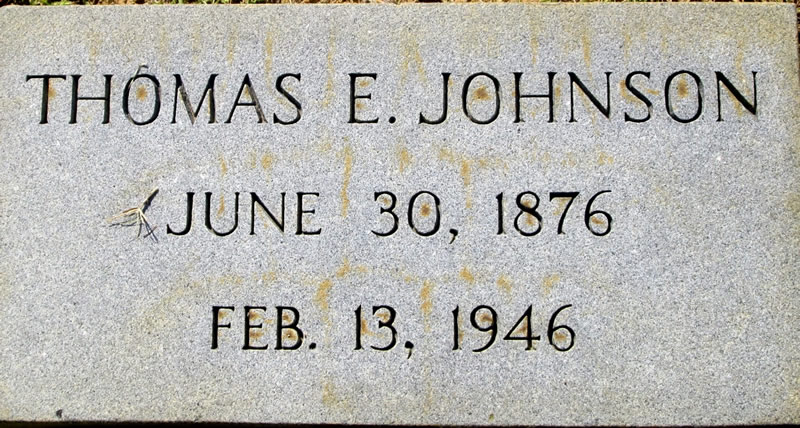 THOMAS E. JOHNSON
JUNE 30, 1876
FEB. 13, 1946